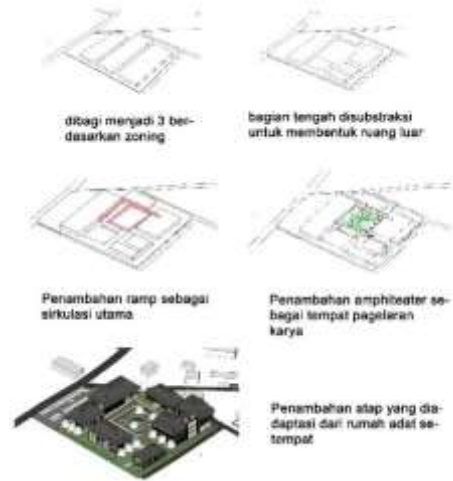 dibagi menjadi 3 ber-
dasarkan zoning
bagian tengah disubstraksi
untuk membentuk ruang luar
Penambahan ramp sebagai
sirkulasi utama
Penambahan amphiteater se-
bagai tempat pagelaran
karya
Penambahan atap yang dia-
daptasi dari rumah adat se-
tempat